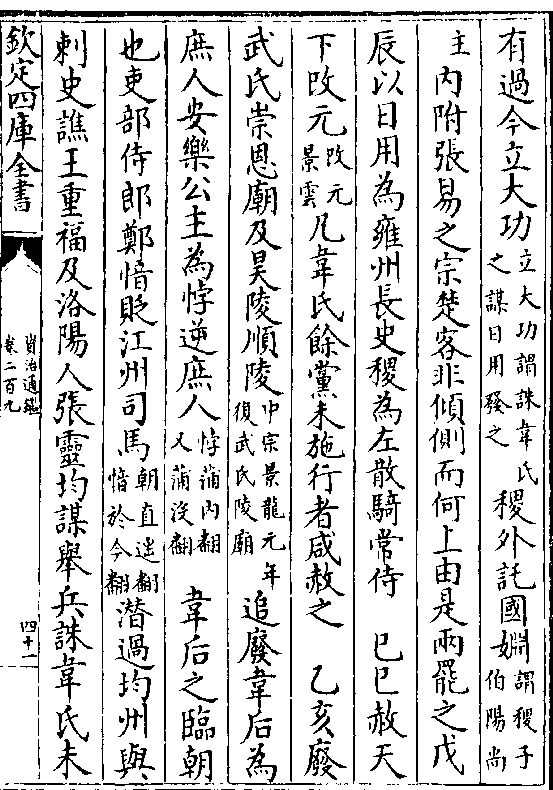 有過今立大功立大功謂誅韋氏之謀日用發之稷外託國姻謂稷子伯陽尚
主内附張易之宗楚客非傾側而何上由是兩罷之戊
辰以日用為雍州長史稷為左散騎常侍 己巳赦天
下改元改元景雲凡韋氏餘黨未施行者咸赦之 乙亥廢
武氏崇恩廟及昊陵順陵中宗景龍元年復武氏陵廟追廢韋后為
庶人安樂公主為悖逆庶人悖蒲内翻又蒲沒翻 韋后之臨朝
也吏部侍郎鄭愔貶江州司馬朝直遥翻愔於今翻潛過均州與
刺史譙王重福及洛陽人張靈均謀舉兵誅韋氏未
欽定四庫全書
資治通鑑
卷二百九
四十一